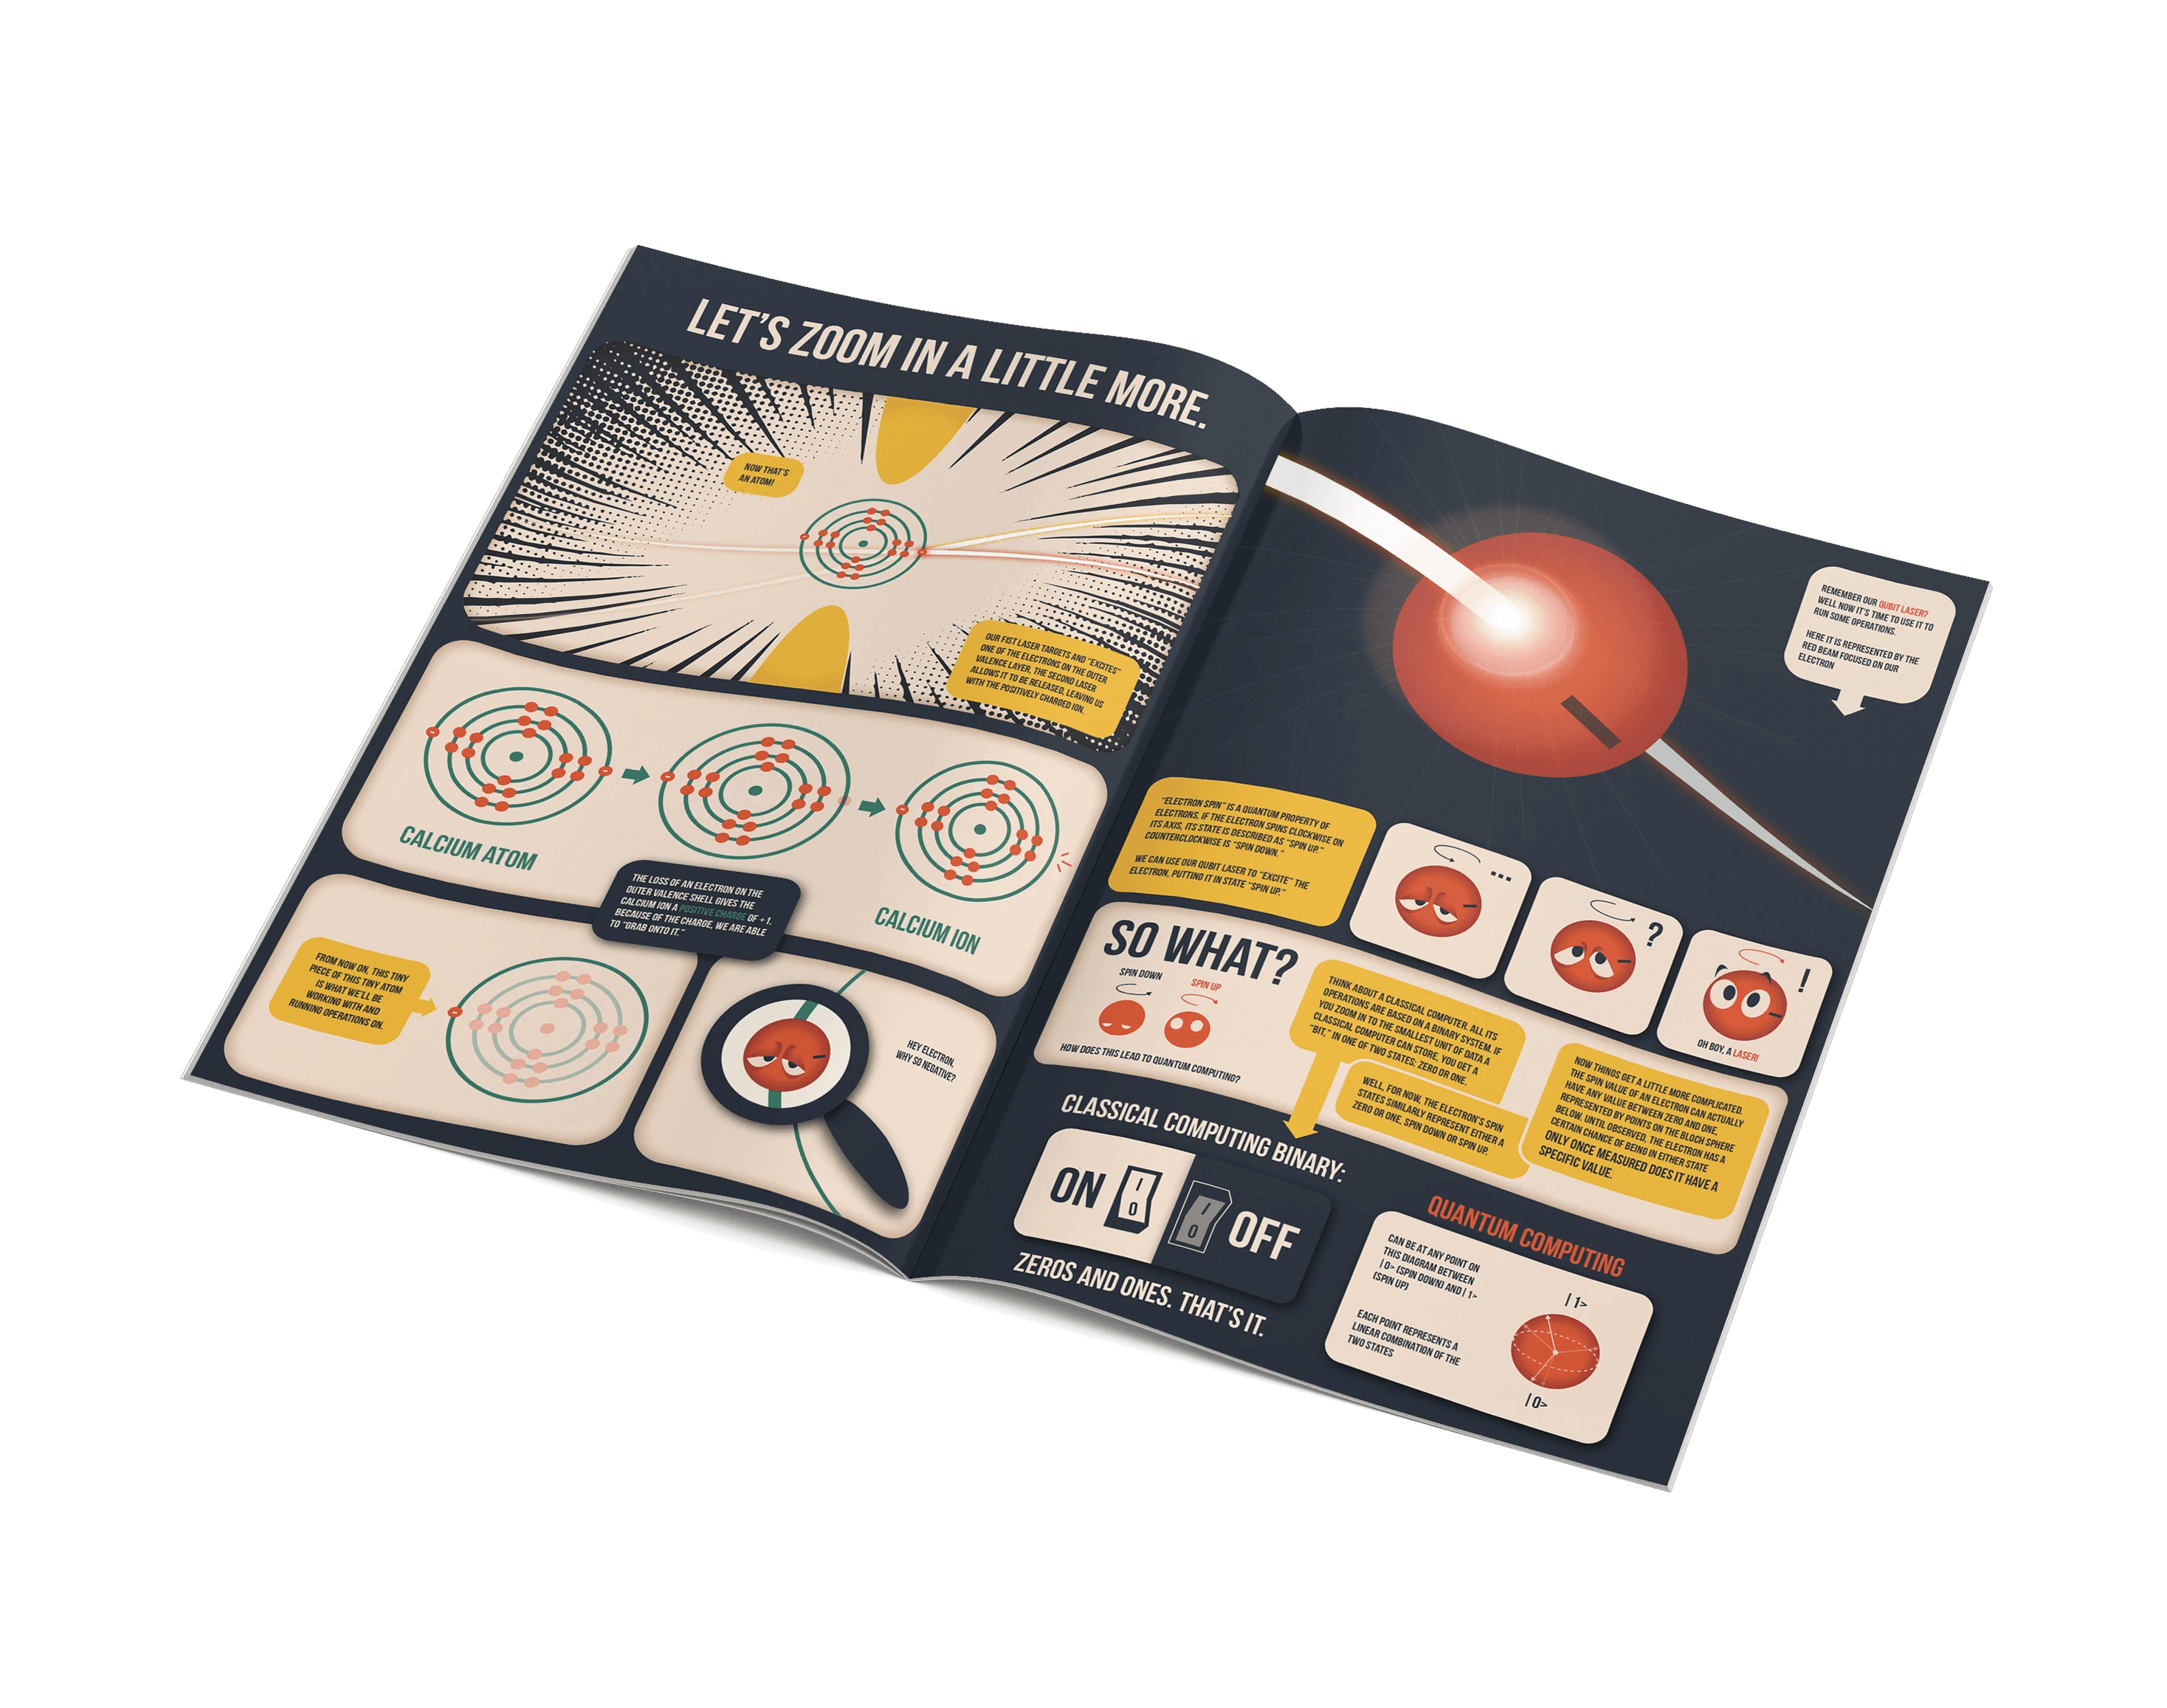 LET'S ZOOM IN A LITTLE MORE.
NOW THAT'S
AN ATOM!
OUR FIST LASER TARGETS AND "EXCITES"
ONE OF THE ELECTRONS ON THE OUTER
VALENCE LAYER. THE SECOND LASER
ALLOWS IT TO BE RELEASED, LEAVING US
WITH THE POSITIVELY CHARGED ION.
CALCIUM ATOM
CALCIUM ION
THE LOSS OF AN ELECTRON ON THE
OUTER VALENCE SHELL GIVES THE
CALCIUM ION A POSITIVE CHARGE OF +1.
BECAUSE OF THE CHARGE, WE ARE ABLE
TO "GRAB ONTO IT."
FROM NOW ON, THIS TINY
PIECE OF THIS TINY ATOM
IS WHAT WE'LL BE
WORKING WITH AND
RUNNING OPERATIONS ON.
HEY ELECTRON,
WHY SO NEGATIVE?
REMEMBER OUR QUBIT LASER?
WELL NOW IT'S TIME TO USE IT TO
RUN SOME OPERATIONS.
HERE IT IS REPRESENTED BY THE
RED BEAM FOCUSED ON OUR
ELECTRON
"ELECTRON SPIN" IS A QUANTUM PROPERTY OF
ELECTRONS. IF THE ELECTRON SPINS CLOCKWISE ON
ITS AXIS, ITS STATE IS DESCRIBED AS "SPIN UP."
COUNTERCLOCKWISE IS "SPIN DOWN."
WE CAN USE OUR QUBIT LASER TO "EXCITE" THE
ELECTRON, PUTTING IT IN STATE "SPIN UP."
...
?
!
OH BOY, A LASER!
SO WHAT?
SPIN DOWN
SPIN UP
HOW DOES THIS LEAD TO QUANTUM COMPUTING?
THINK ABOUT A CLASSICAL COMPUTER. ALL ITS
OPERATIONS ARE BASED ON A BINARY SYSTEM. IF
YOU ZOOM IN TO THE SMALLEST UNIT OF DATA A
CLASSICAL COMPUTER CAN STORE, YOU GET A
"BIT," IN ONE OF TWO STATES: ZERO OR ONE.
WELL, FOR NOW, THE ELECTRON'S SPIN
STATES SIMILARLY REPRESENT EITHER A
ZERO OR ONE, SPIN DOWN OR SPIN UP.
NOW THINGS GET A LITTLE MORE COMPLICATED.
THE SPIN VALUE OF AN ELECTRON CAN ACTUALLY
HAVE ANY VALUE BETWEEN ZERO AND ONE,
REPRESENTED BY POINTS ON THE BLOCH SPHERE
BELOW. UNTIL OBSERVED, THE ELECTRON HAS A
CERTAIN CHANCE OF BEING IN EITHER STATE
ONLY ONCE MEASURED DOES IT HAVE A
SPECIFIC VALUE.
CLASSICAL COMPUTING BINARY:
ON
I
O
I
O
OFF
ZEROS AND ONES. THAT'S IT.
QUANTUM COMPUTING
CAN BE AT ANY POINT ON
THIS DIAGRAM BETWEEN
| 0> (SPIN DOWN) AND | 1>
(SPIN UP)
EACH POINT REPRESENTS A
LINEAR COMBINATION OF THE
TWO STATES
| 1>
| 0>